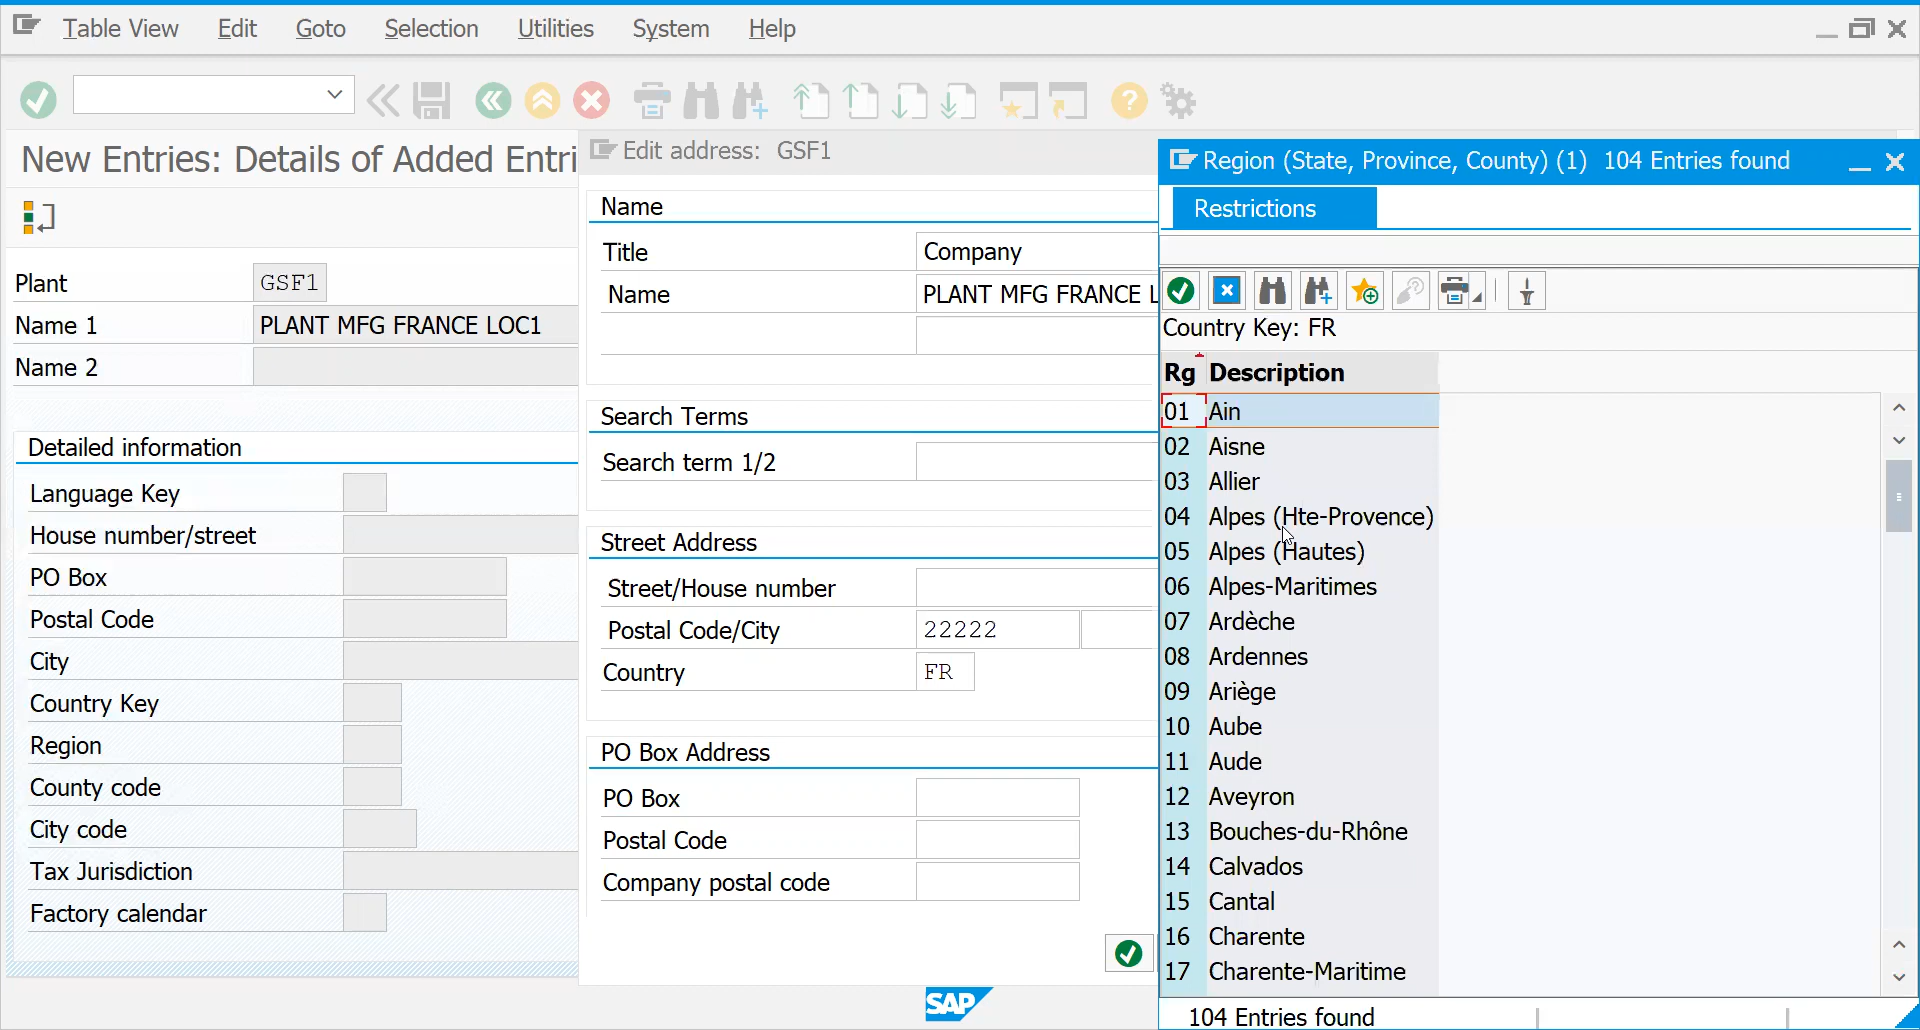 Table View Edit Goto Selection Utilities System Help
New Entries: Details of Added Entri
Plant GSF1
Name 1 PLANT MFG FRANCE LOC1
Name 2
Detailed information
Language Key
House number/street
PO Box
Postal Code
City
Country Key
Region
County code
City code
Tax Jurisdiction
Factory calendar
Edit address: GSF1
Name
Title Company
Name PLANT MFG FRANCE L
Search Terms
Search term 1/2
Street Address
Street/House number
Postal Code/City 22222
Country FR
PO Box Address
PO Box
Postal Code
Company postal code
SAP
Region (State, Province, County) (1) 104 Entries found
Restrictions
Country Key: FR
Rg Description
01 Ain
02 Aisne
03 Allier
04 Alpes (Hte-Provence)
05 Alpes (Hautes)
06 Alpes-Maritimes
07 Ardèche
08 Ardennes
09 Ariège
10 Aube
11 Aude
12 Aveyron
13 Bouches-du-Rhône
14 Calvados
15 Cantal
16 Charente
17 Charente-Maritime
104 Entries found